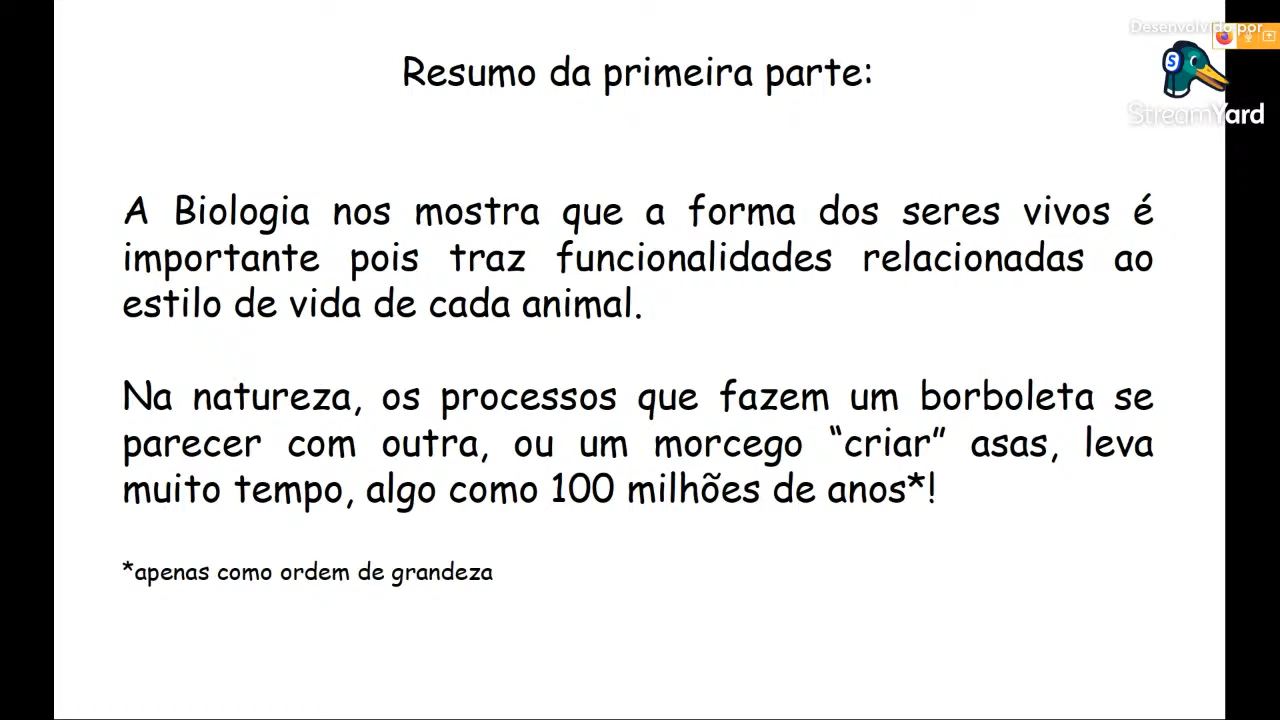 Desenvolvido por
StreamYard
Resumo da primeira parte:
A Biologia nos mostra que a forma dos seres vivos é
importante pois traz funcionalidades relacionadas ao
estilo de vida de cada animal.
Na natureza, os processos que fazem um borboleta se
parecer com outra, ou um morcego “criar” asas, leva
muito tempo, algo como 100 milhões de anos*!
*apenas como ordem de grandeza